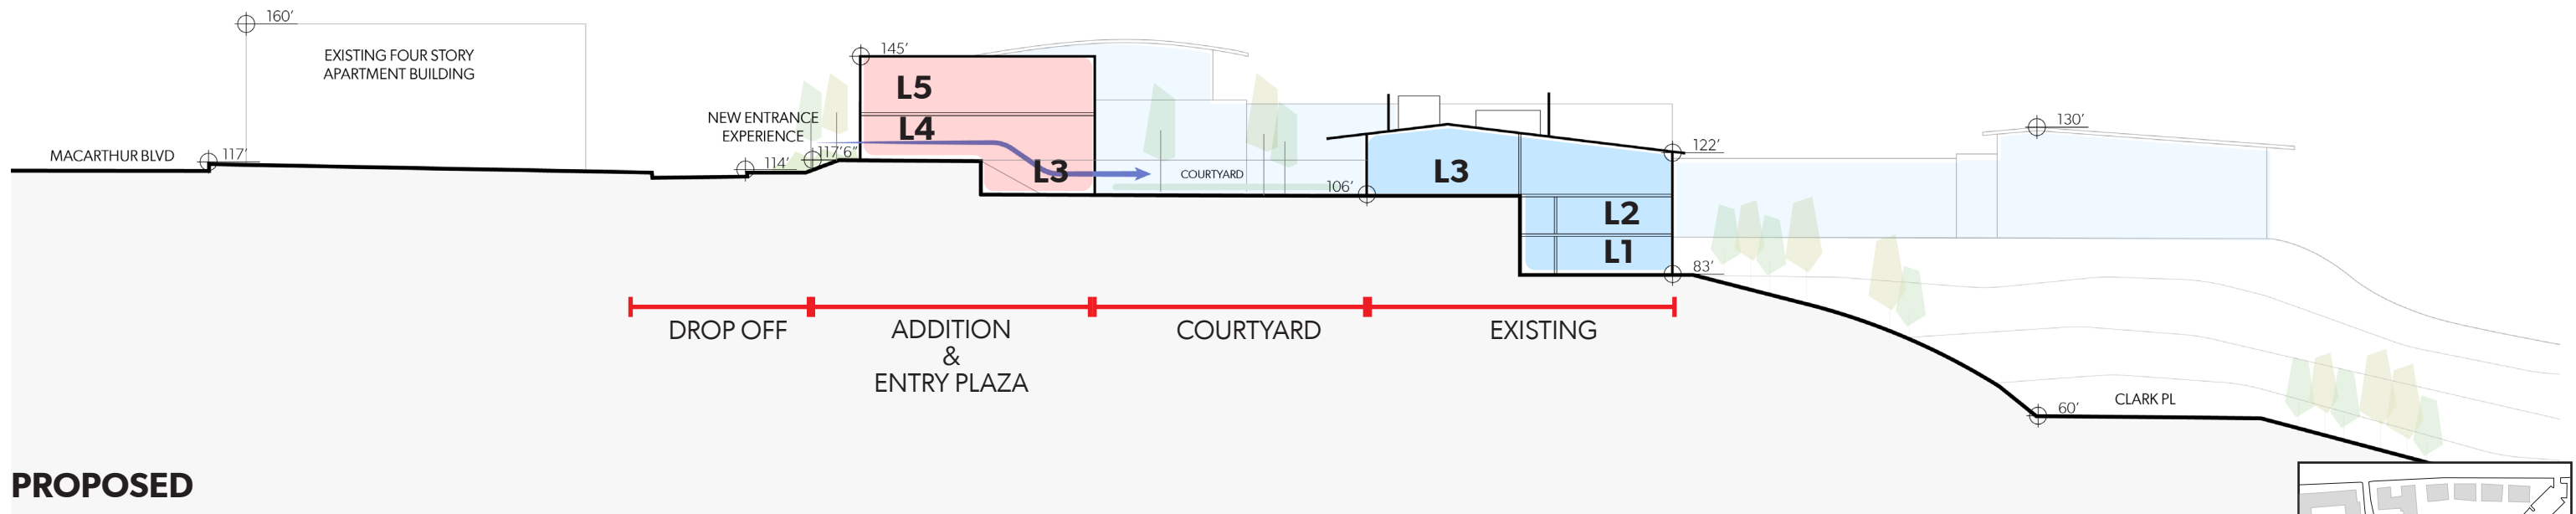 160’
EXISTING FOUR STORY
APARTMENT BUILDING
MACARTHUR BLVD
117’
NEW ENTRANCE
EXPERIENCE
114’
117’6”
145’
L5
L4
L3
COURTYARD
106’
L3
L2
L1
122’
83’
130’
60’
CLARK PL
DROP OFF
ADDITION
&
ENTRY PLAZA
COURTYARD
EXISTING
PROPOSED